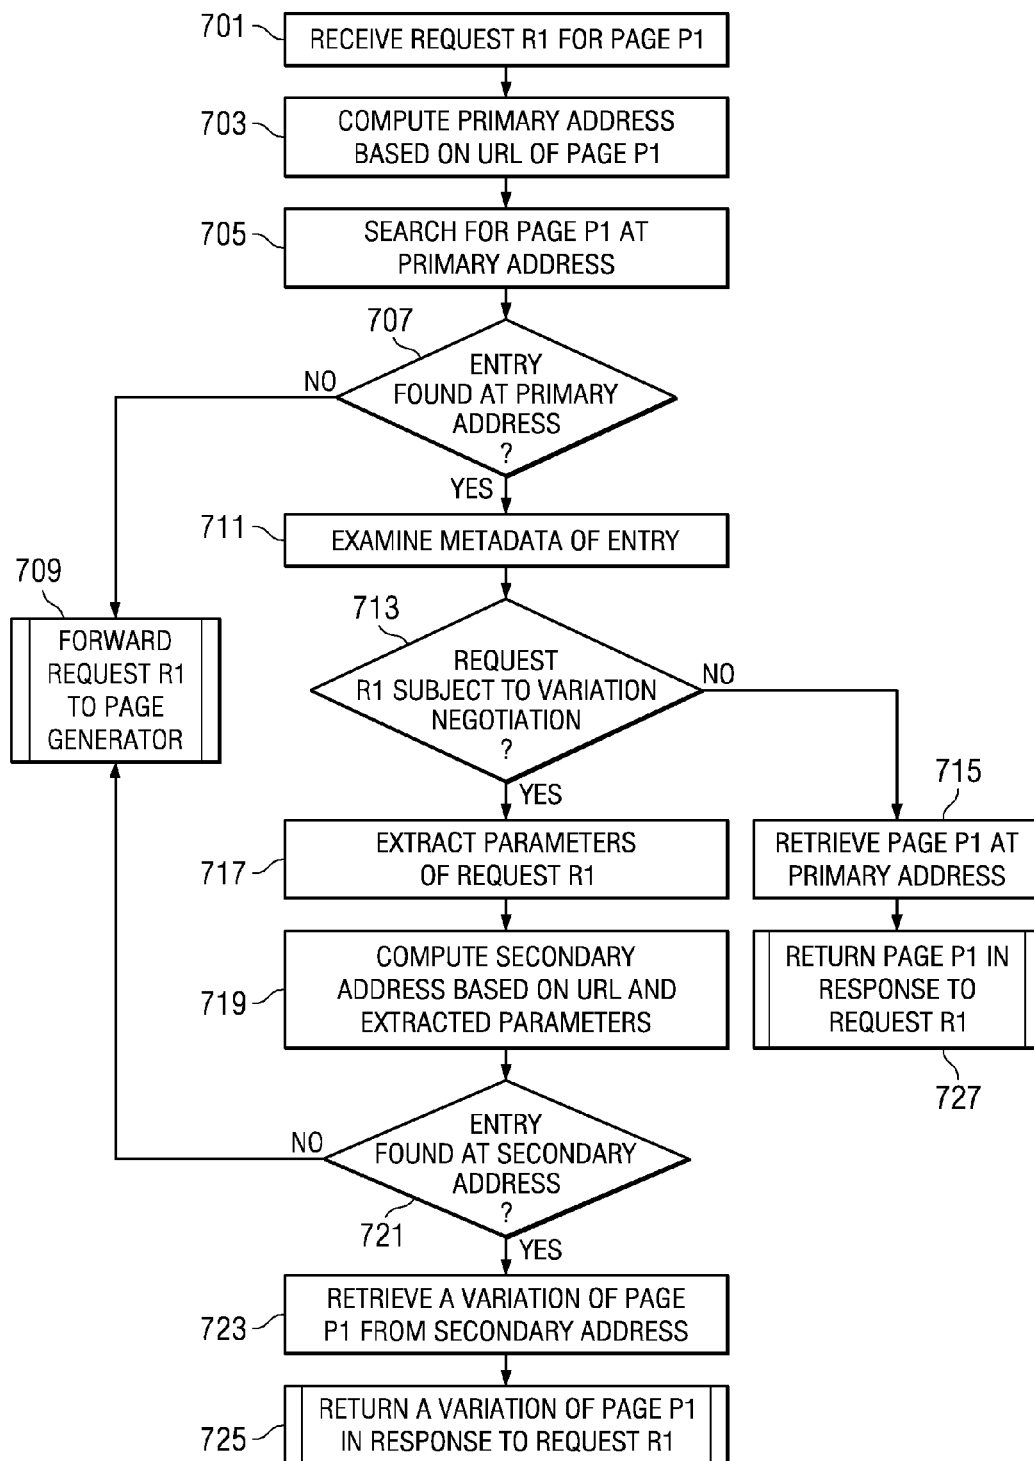 701
RECEIVE REQUEST R1 FOR PAGE P1
703
COMPUTE PRIMARY ADDRESS
BASED ON URL OF PAGE P1
705
SEARCH FOR PAGE P1 AT
PRIMARY ADDRESS
707
ENTRY
FOUND AT PRIMARY
ADDRESS
?
NO
YES
711
EXAMINE METADATA OF ENTRY
709
FORWARD
REQUEST R1
TO PAGE
GENERATOR
713
REQUEST
R1 SUBJECT TO VARIATION
NEGOTIATION
?
NO
YES
715
RETRIEVE PAGE P1 AT
PRIMARY ADDRESS
717
EXTRACT PARAMETERS
OF REQUEST R1
719
COMPUTE SECONDARY
ADDRESS BASED ON URL AND
EXTRACTED PARAMETERS
RETURN PAGE P1 IN
RESPONSE TO
REQUEST R1
727
ENTRY
FOUND AT SECONDARY
ADDRESS
?
NO
721
YES
723
RETRIEVE A VARIATION OF PAGE
P1 FROM SECONDARY ADDRESS
725
RETURN A VARIATION OF PAGE P1
IN RESPONSE TO REQUEST R1